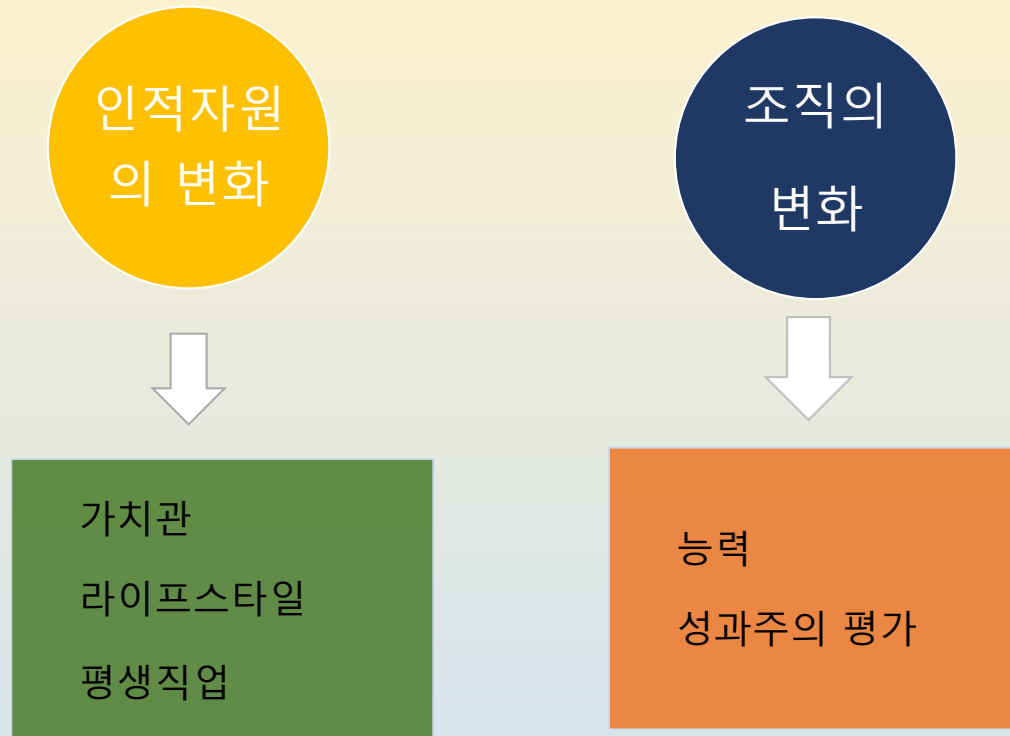 인적자원
의 변화
조직의
변화
가치관
라이프스타일
평생직업
능력
성과주의 평가